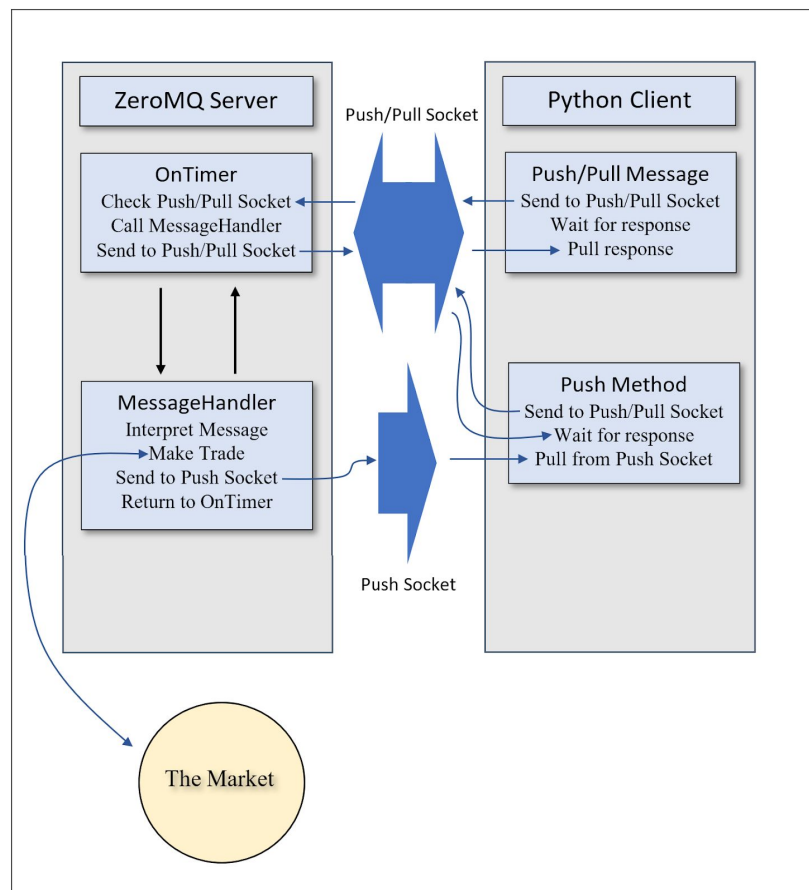 ZeroMQ Server
OnTimer
Check Push/Pull Socket
Call MessageHandler
Send to Push/Pull Socket
MessageHandler
Interpret Message
Make Trade
Send to Push Socket
Return to OnTimer
Push/Pull Socket
Push Socket
Python Client
Push/Pull Message
Send to Push/Pull Socket
Wait for response
Pull response
Push Method
Send to Push/Pull Socket
Wait for response
Pull from Push Socket
The Market